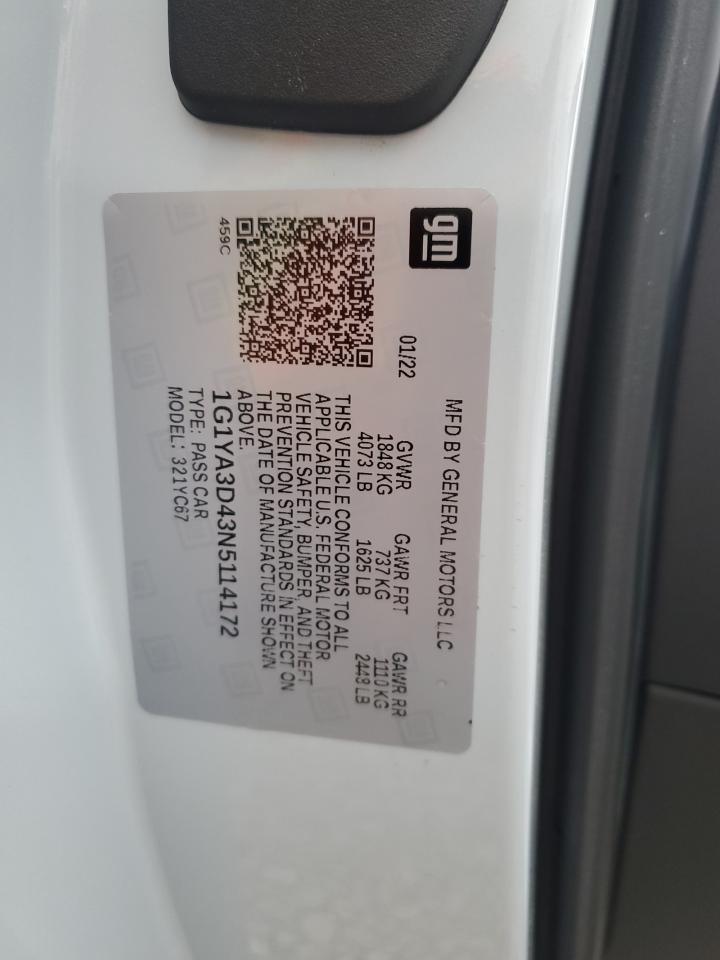 gm
MFD BY GENERAL MOTORS LLC
01/22 GVWR GAWR FRT GAWR RR
1848 KG 737 KG 1110 KG
4073 LB 1625 LB 2448 LB
THIS VEHICLE CONFORMS TO ALL
APPLICABLE U.S. FEDERAL MOTOR
VEHICLE SAFETY, BUMPER, AND THEFT
PREVENTION STANDARDS IN EFFECT ON
THE DATE OF MANUFACTURE SHOWN
ABOVE.
1G1YA3D43N5114172
TYPE: PASS CAR
MODEL: 321YC67
459C